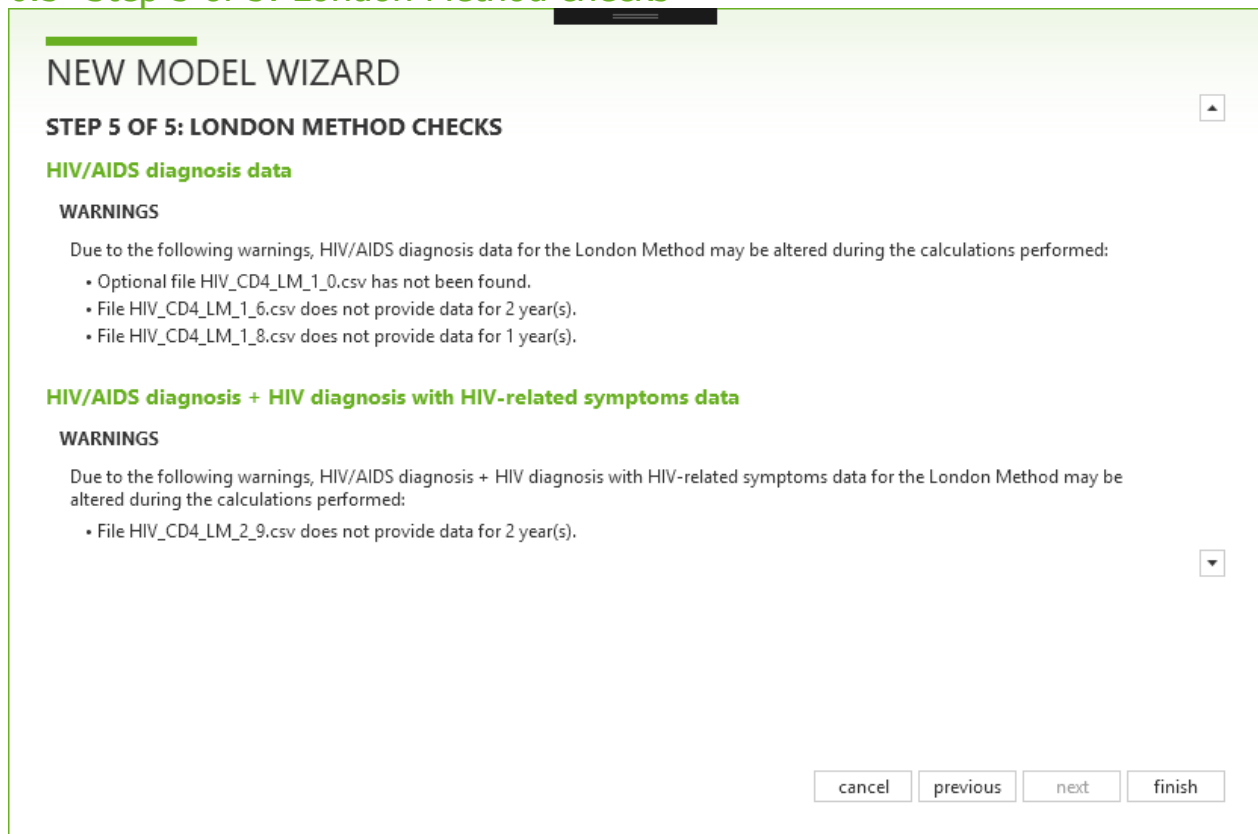 NEW MODEL WIZARD
STEP 5 OF 5: LONDON METHOD CHECKS
HIV/AIDS diagnosis data
WARNINGS
Due to the following warnings, HIV/AIDS diagnosis data for the London Method may be altered during the calculations performed:
• Optional file HIV_CD4_LM_1_0.csv has not been found.
• File HIV_CD4_LM_1_6.csv does not provide data for 2 year(s).
• File HIV_CD4_LM_1_8.csv does not provide data for 1 year(s).
HIV/AIDS diagnosis + HIV diagnosis with HIV-related symptoms data
WARNINGS
Due to the following warnings, HIV/AIDS diagnosis + HIV diagnosis with HIV-related symptoms data for the London Method may be
altered during the calculations performed:
• File HIV_CD4_LM_2_9.csv does not provide data for 2 year(s).
cancel previous next finish